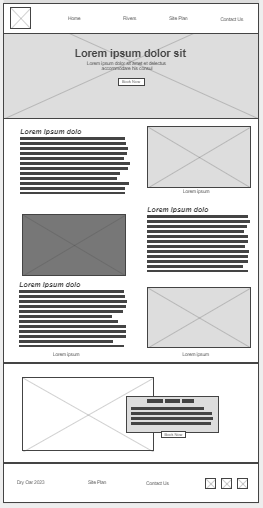 Home Rivers Site Plan Contact Us
Lorem ipsum dolor sit
Lorem ipsum dolor sit amet et delectus
accommodare his consul
Book Now
Lorem ipsum dolo
Lorem ipsum
Lorem ipsum dolo
Lorem ipsum dolo
Lorem ipsum
Lorem ipsum
Book Now
Dry Oar 2022 Site Plan Contact Us